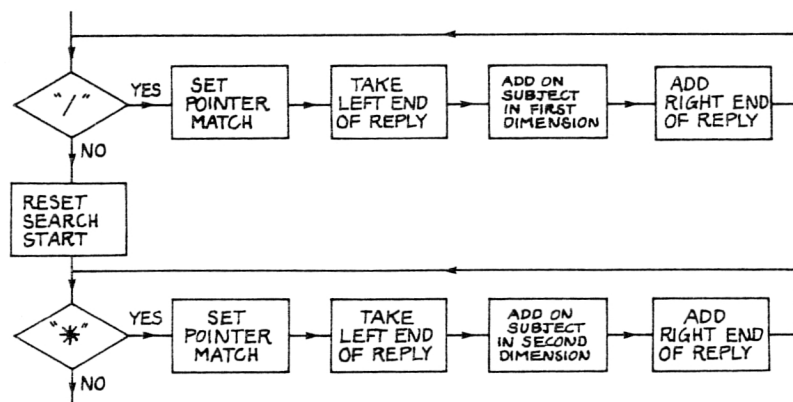 "/"
YES
SET
POINTER
MATCH
TAKE
LEFT END
OF REPLY
ADD ON
SUBJECT
IN FIRST
DIMENSION
ADD
RIGHT END
OF REPLY
NO
RESET
SEARCH
START
"*"
YES
SET
POINTER
MATCH
TAKE
LEFT END
OF REPLY
ADD ON
SUBJECT
IN SECOND
DIMENSION
ADD
RIGHT END
OF REPLY
NO